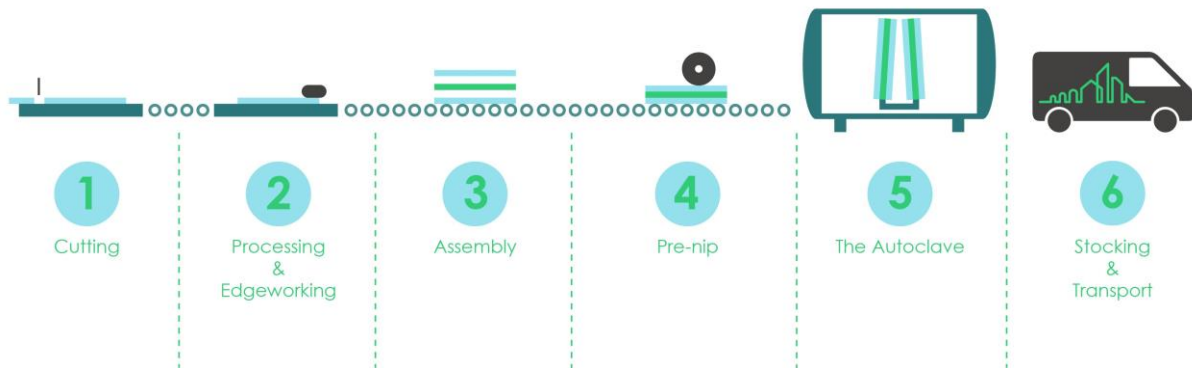 1
Cutting
2
Processing
&
Edgeworking
3
Assembly
4
Pre-nip
5
The Autoclave
6
Stocking
&
Transport